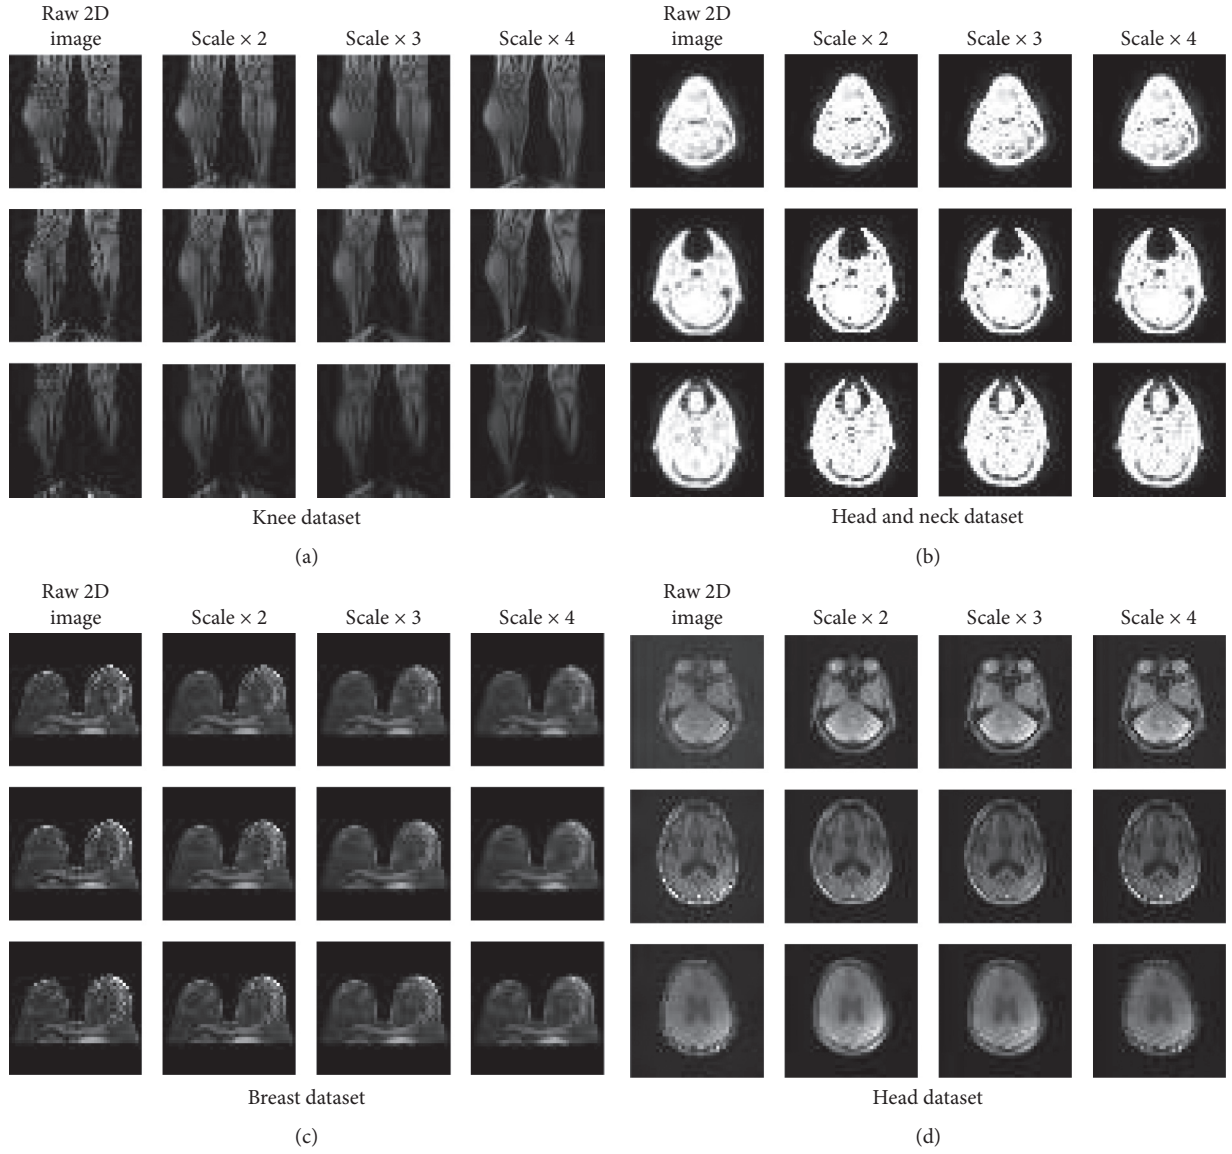 Raw 2D
image
Scale × 2
Scale × 3
Scale × 4
Knee dataset
(a)
Raw 2D
image
Scale × 2
Scale × 3
Scale × 4
Head and neck dataset
(b)
Raw 2D
image
Scale × 2
Scale × 3
Scale × 4
Breast dataset
(c)
Raw 2D
image
Scale × 2
Scale × 3
Scale × 4
Head dataset
(d)